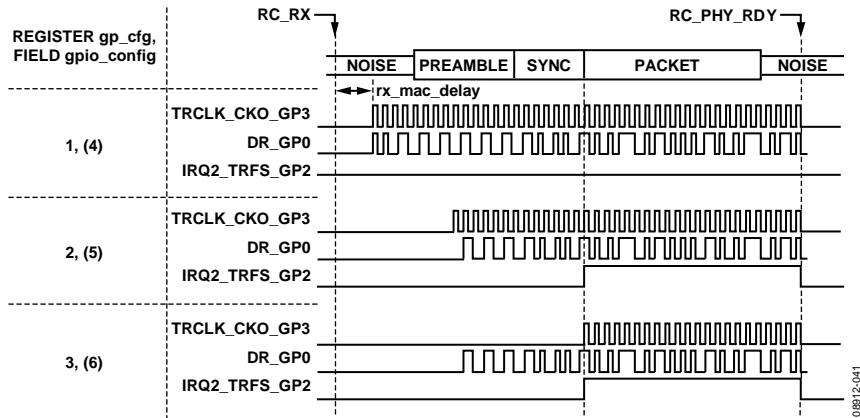 RC_RX
RC_PHY_RDY
REGISTER gp_cfg,
FIELD gpio_config
NOISE PREAMBLE SYNC PACKET NOISE
rx_mac_delay
TRCLK_CKO_GP3
1, (4) DR_GP0
IRQ2_TRFS_GP2
TRCLK_CKO_GP3
2, (5) DR_GP0
IRQ2_TRFS_GP2
TRCLK_CKO_GP3
3, (6) DR_GP0
IRQ2_TRFS_GP2
08912-041